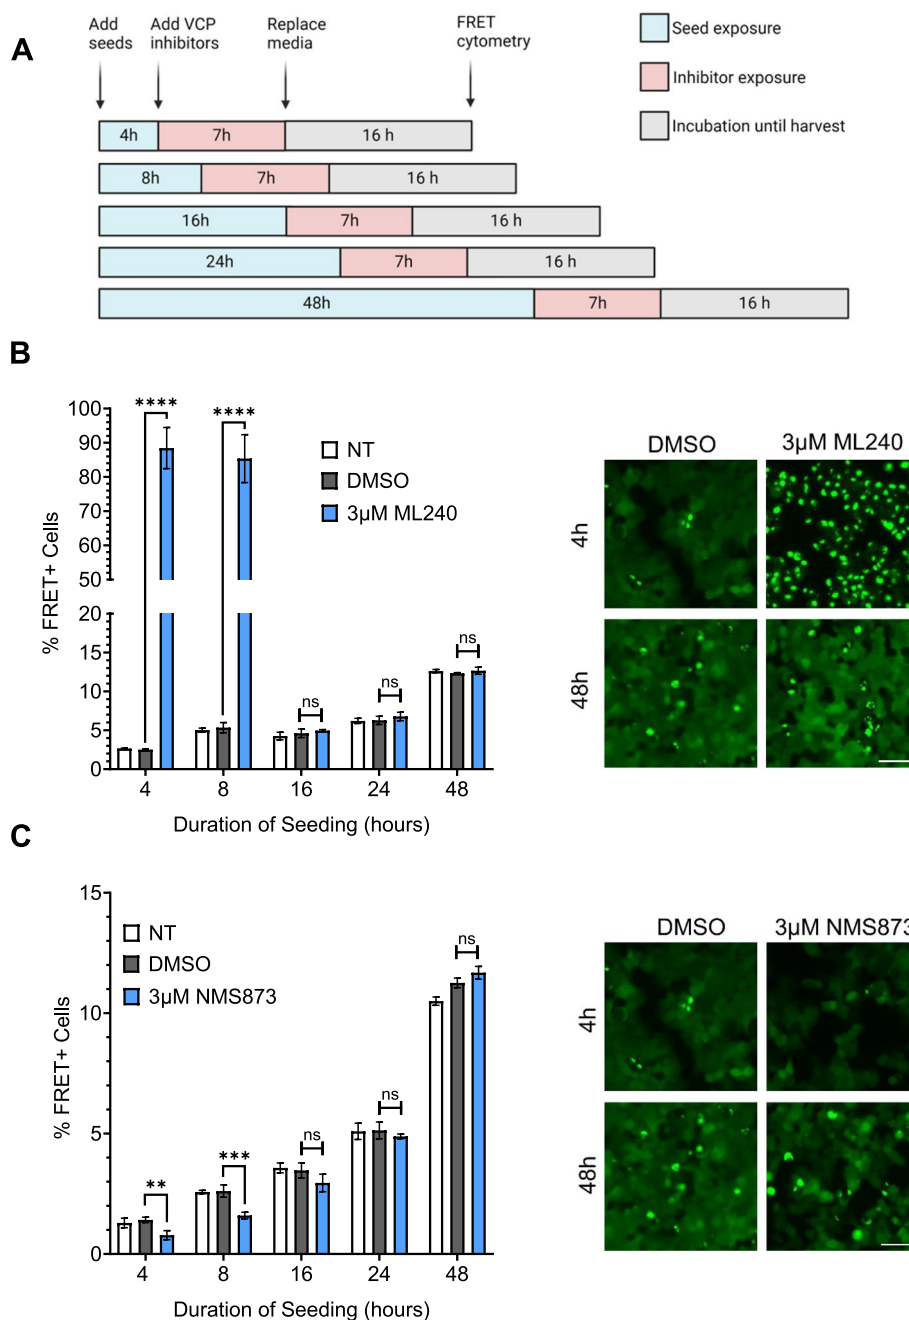 A
Add seeds
Add VCP inhibitors
Replace media
FRET cytometry
Seed exposure
Inhibitor exposure
Incubation until harvest
4h 7h 16 h
8h 7h 16 h
16h 7h 16 h
24h 7h 16 h
48h 7h 16 h
B
% FRET+ Cells
100
90
80
70
60
50
20
15
10
5
0
**** ****
ns ns ns
NT
DMSO
3µM ML240
4 8 16 24 48
Duration of Seeding (hours)
DMSO 3µM ML240
4h
48h
C
% FRET+ Cells
15
10
5
0
NT
DMSO
3µM NMS873
** *** ns ns ns
4 8 16 24 48
Duration of Seeding (hours)
DMSO 3µM NMS873
4h
48h